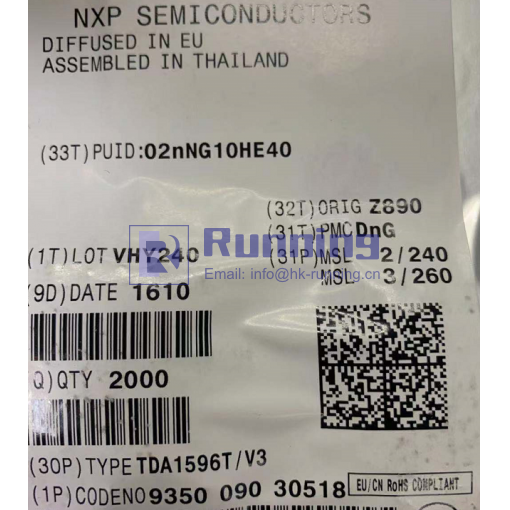 NXP SEMICONDUCTORS
DIFFUSED IN EU
ASSEMBLED IN THAILAND
(33T)PUID:02nNG10HE40
(32T)ORIG Z890
(31T)PMC DnG
Running
(1T)LOT VHY240
(31P)MSL 2/240
Email: info@hk-running.cn
MSL 3/260
(9D)DATE 1610
Q)QTY 2000
(30P)TYPE TDA1596T/V3
(1P)CODENO 9350 090 30518
EU/CN RoHS COMPLIANT